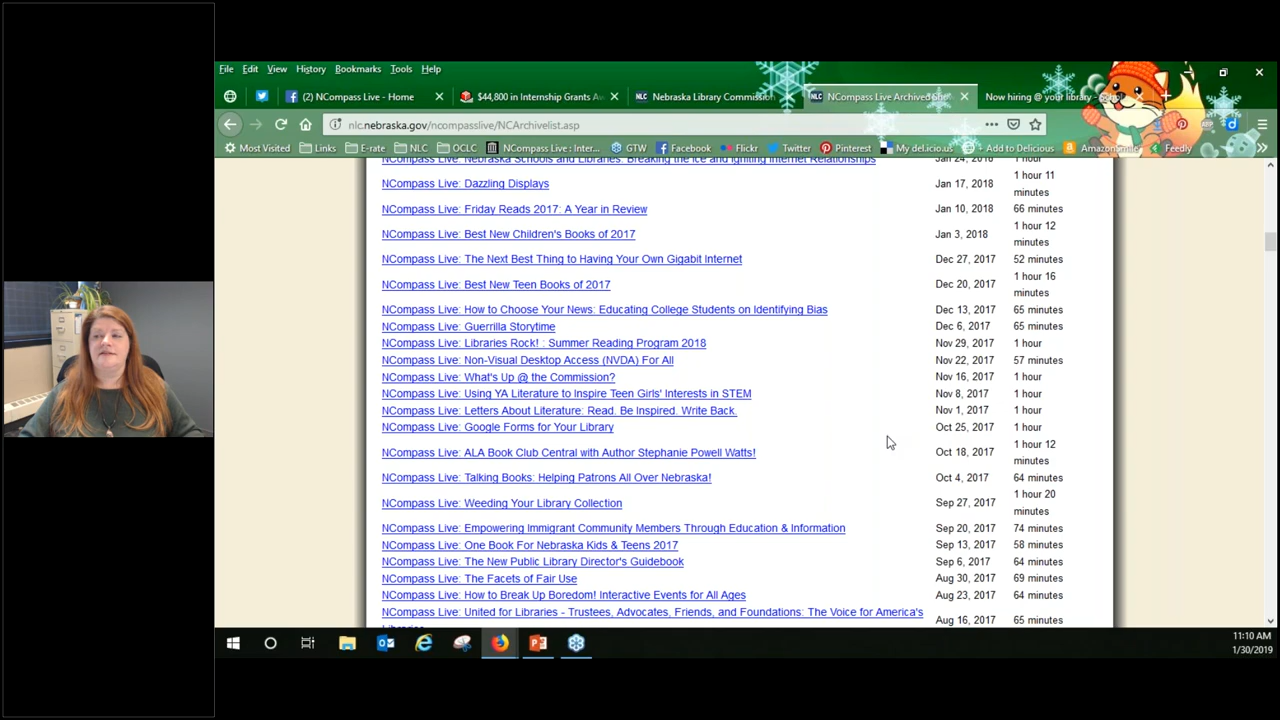 File Edit View History Bookmarks Tools Help
(2) NCompass Live - Home
$44,800 in Internship Grants A
Nebraska Library Commission
NCompass Live Archived
Now hiring @ your library -
nlc.nebraska.gov/ncompasslive/NCArchivelist.asp
Most Visited Links E-rate NLC OCLC NCompass Live : Inter... GTW Facebook Flickr Twitter Pinterest My del.icio.us Add to Delicious AmazonSmile Feedly
NCompass Live: Nebraska Schools and Libraries: Breaking the Ice and Igniting Internet Relationships Jan 24, 2018 1 hour
NCompass Live: Dazzling Displays Jan 17, 2018 1 hour 11 minutes
NCompass Live: Friday Reads 2017: A Year in Review Jan 10, 2018 66 minutes
NCompass Live: Best New Children's Books of 2017 Jan 3, 2018 1 hour 12 minutes
NCompass Live: The Next Best Thing to Having Your Own Gigabit Internet Dec 27, 2017 52 minutes
NCompass Live: Best New Teen Books of 2017 Dec 20, 2017 1 hour 16 minutes
NCompass Live: How to Choose Your News: Educating College Students on Identifying Bias Dec 13, 2017 65 minutes
NCompass Live: Guerrilla Storytime Dec 6, 2017 65 minutes
NCompass Live: Libraries Rock! : Summer Reading Program 2018 Nov 29, 2017 1 hour
NCompass Live: Non-Visual Desktop Access (NVDA) For All Nov 22, 2017 57 minutes
NCompass Live: What's Up @ the Commission? Nov 16, 2017 1 hour
NCompass Live: Using YA Literature to Inspire Teen Girls' Interests in STEM Nov 8, 2017 1 hour
NCompass Live: Letters About Literature: Read. Be Inspired. Write Back. Nov 1, 2017 1 hour
NCompass Live: Google Forms for Your Library Oct 25, 2017 1 hour
NCompass Live: ALA Book Club Central with Author Stephanie Powell Watts! Oct 18, 2017 1 hour 12 minutes
NCompass Live: Talking Books: Helping Patrons All Over Nebraska! Oct 4, 2017 64 minutes
NCompass Live: Weeding Your Library Collection Sep 27, 2017 1 hour 20 minutes
NCompass Live: Empowering Immigrant Community Members Through Education & Information Sep 20, 2017 74 minutes
NCompass Live: One Book For Nebraska Kids & Teens 2017 Sep 13, 2017 58 minutes
NCompass Live: The New Public Library Director's Guidebook Sep 6, 2017 64 minutes
NCompass Live: The Facets of Fair Use Aug 30, 2017 69 minutes
NCompass Live: How to Break Up Boredom! Interactive Events for All Ages Aug 23, 2017 64 minutes
NCompass Live: United for Libraries - Trustees, Advocates, Friends, and Foundations: The Voice for America's
Aug 16, 2017 65 minutes
11:10 AM
1/30/2019